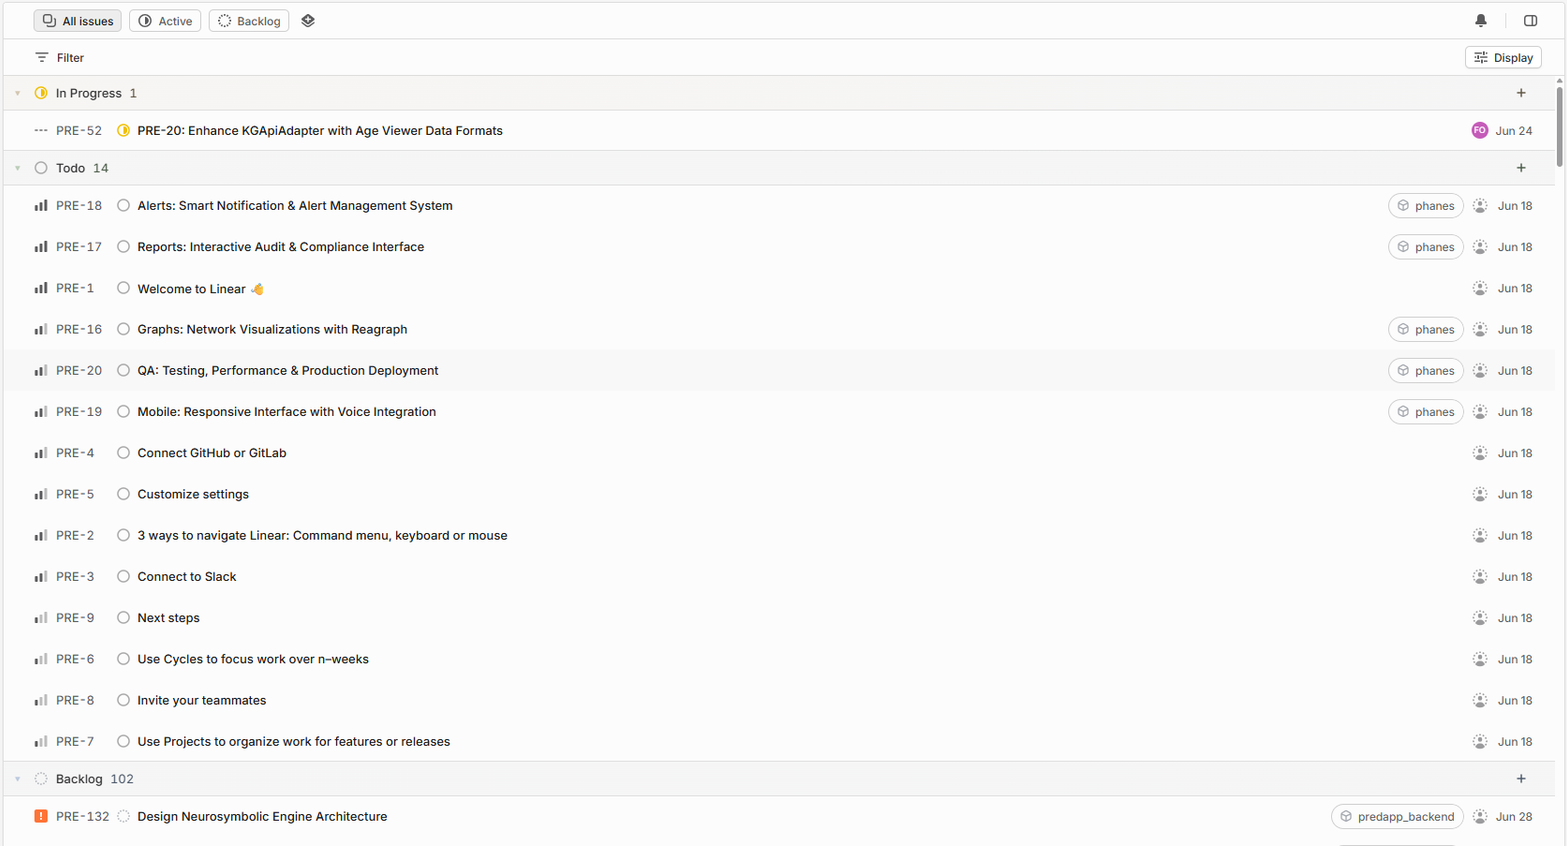 All issues Active Backlog
Filter Display
In Progress 1
PRE-52 PRE-20: Enhance KGApiAdapter with Age Viewer Data Formats FO Jun 24
Todo 14
PRE-18 Alerts: Smart Notification & Alert Management System phanes Jun 18
PRE-17 Reports: Interactive Audit & Compliance Interface phanes Jun 18
PRE-1 Welcome to Linear 👋 Jun 18
PRE-16 Graphs: Network Visualizations with Reagraph phanes Jun 18
PRE-20 QA: Testing, Performance & Production Deployment phanes Jun 18
PRE-19 Mobile: Responsive Interface with Voice Integration phanes Jun 18
PRE-4 Connect GitHub or GitLab Jun 18
PRE-5 Customize settings Jun 18
PRE-2 3 ways to navigate Linear: Command menu, keyboard or mouse Jun 18
PRE-3 Connect to Slack Jun 18
PRE-9 Next steps Jun 18
PRE-6 Use Cycles to focus work over n–weeks Jun 18
PRE-8 Invite your teammates Jun 18
PRE-7 Use Projects to organize work for features or releases Jun 18
Backlog 102
PRE-132 Design Neurosymbolic Engine Architecture predapp_backend Jun 28